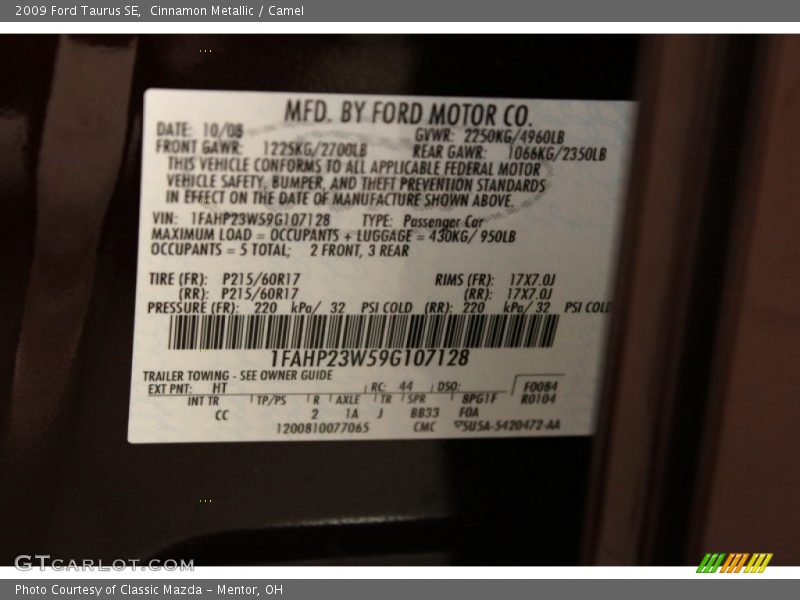 2009 Ford Taurus SE, Cinnamon Metallic / Camel
MFD. BY FORD MOTOR CO.
DATE: 10/08 GVWR: 2250KG/4960LB
FRONT GAWR: 1225KG/2700LB REAR GAWR: 1066KG/2350LB
THIS VEHICLE CONFORMS TO ALL APPLICABLE FEDERAL MOTOR
VEHICLE SAFETY, BUMPER, AND THEFT PREVENTION STANDARDS
IN EFFECT ON THE DATE OF MANUFACTURE SHOWN ABOVE.
VIN: 1FAHP23W59G107128 TYPE: Passenger Car
MAXIMUM LOAD = OCCUPANTS + LUGGAGE = 430KG/ 950LB
OCCUPANTS = 5 TOTAL; 2 FRONT, 3 REAR
TIRE (FR): P215/60R17 RIMS (FR): 17X7.0J
(RR): P215/60R17 (RR): 17X7.0J
PRESSURE (FR): 220 kPa/ 32 PSI COLD (RR): 220 kPa/ 32 PSI COLD
1FAHP23W59G107128
TRAILER TOWING - SEE OWNER GUIDE
EXT PNT: HT RC: 44 DSO: F0084
INT TR TP/PS R AXLE TR SPR 8PG1F R0104
CC 2 1A J BB33 F0A
1200810077065 CMC ▽5U5A-5420472-AA
GTCARLOT.COM
Photo Courtesy of Classic Mazda - Mentor, OH